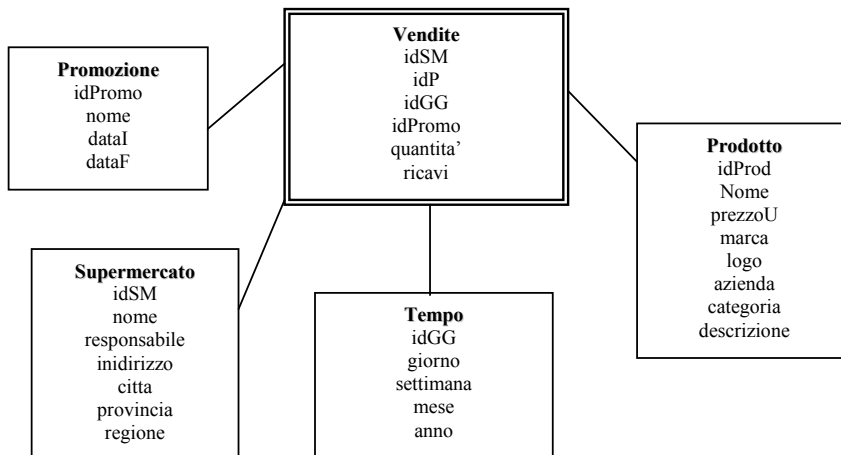 Promozione
idPromo
nome
dataI
dataF
Vendite
idSM
idP
idGG
idPromo
quantita’
ricavi
Prodotto
idProd
Nome
prezzoU
marca
logo
azienda
categoria
descrizione
Supermercato
idSM
nome
responsabile
inidirizzo
citta
provincia
regione
Tempo
idGG
giorno
settimana
mese
anno